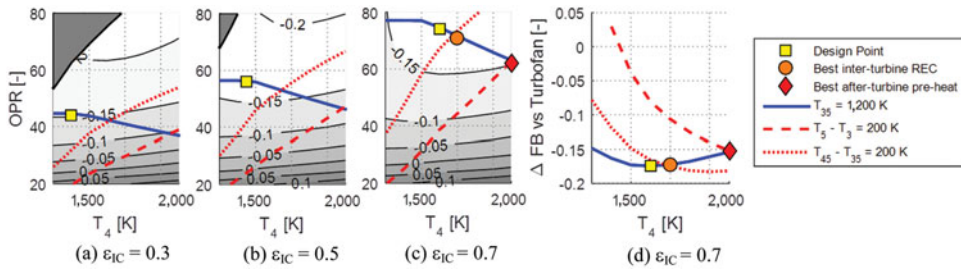 OPR [-]
80
60
40
20
-0.15
-0.1
-0.05
0
0.05
0.1
1,500
2,000
T4 [K]
(a) εIC = 0.3
80
60
40
20
-0.2
-0.15
-0.1
-0.05
0
0.05
0.1
1,500
2,000
T4 [K]
(b) εIC = 0.5
80
60
40
20
-0.15
-0.1
-0.05
0
0.05
0.1
1,500
2,000
T4 [K]
(c) εIC = 0.7
Δ FB vs Turbofan [-]
0.05
0
-0.05
-0.1
-0.15
-0.2
1,500
2,000
T4 [K]
(d) εIC = 0.7
Design Point
Best inter-turbine REC
Best after-turbine pre-heat
T35 = 1,200 K
T5 - T3 = 200 K
T45 - T35 = 200 K